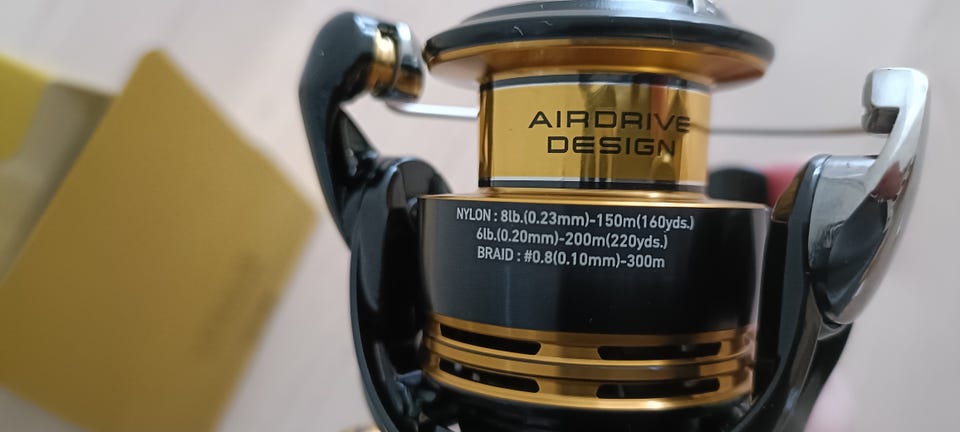 AIRDRIVE
DESIGN
NYLON : 8lb.(0.23mm)-150m(160yds.)
6lb.(0.20mm)-200m(220yds.)
BRAID : #0.8(0.10mm)-300m